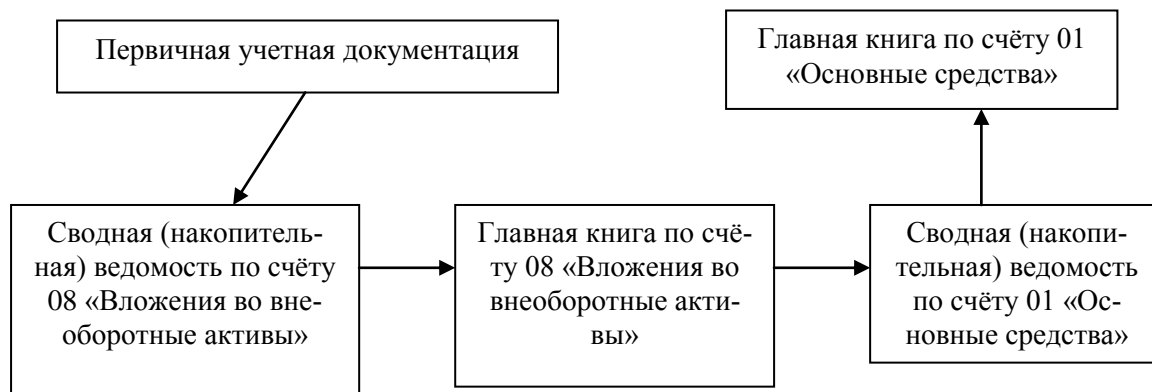 Первичная учетная документация
Главная книга по счёту 01
«Основные средства»
Сводная (накопитель-
ная) ведомость по счёту
08 «Вложения во вне-
оборотные активы»
Главная книга по счё-
ту 08 «Вложения во
внеоборотные акти-
вы»
Сводная (накопи-
тельная) ведомость
по счёту 01 «Ос-
новные средства»